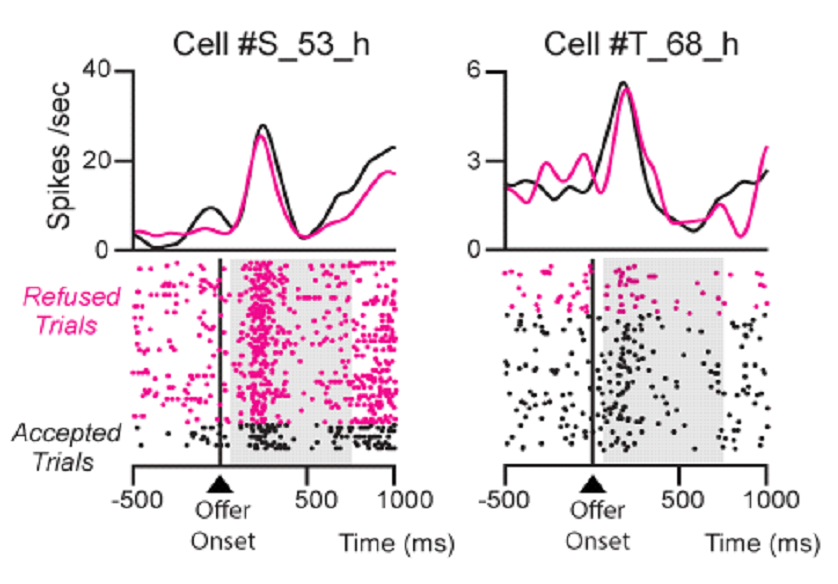 Cell #S_53_h
Cell #T_68_h
Spikes /sec
40
20
0
6
3
0
Refused
Trials
Accepted
Trials
-500
500
1000
Offer
Onset
Time (ms)
-500
500
1000
Offer
Onset
Time (ms)